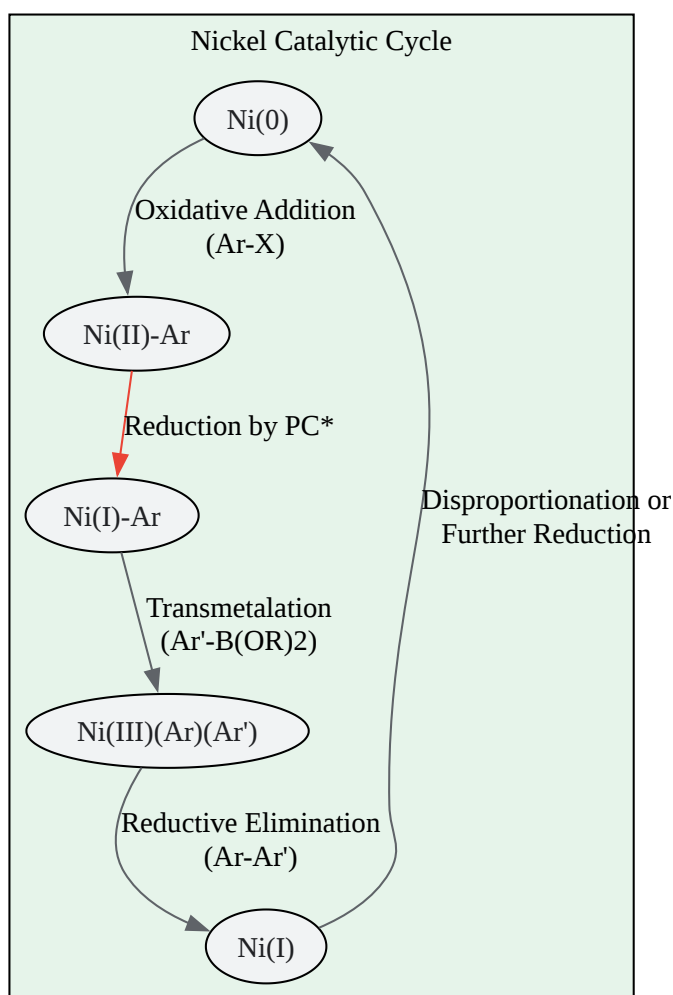 Nickel Catalytic Cycle
Ni(0)
Oxidative Addition
(Ar-X)
Ni(II)-Ar
Reduction by PC*
Ni(I)-Ar
Disproportionation or
Further Reduction
Transmetalation
(Ar'-B(OR)2)
Ni(III)(Ar)(Ar')
Reductive Elimination
(Ar-Ar')
Ni(I)